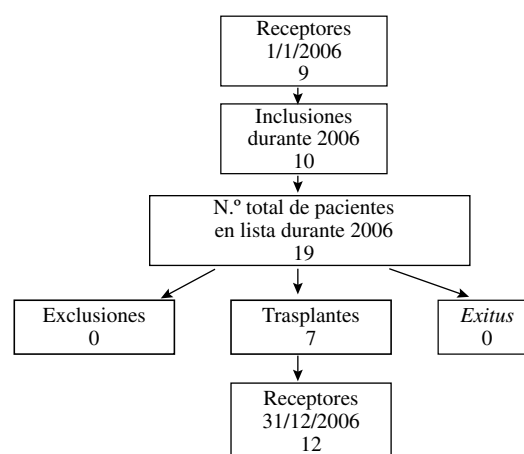 Receptores
1/1/2006
9
Inclusiones
durante 2006
10
N.º total de pacientes
en lista durante 2006
19
Exclusiones
0
Trasplantes
7
Exitus
0
Receptores
31/12/2006
12